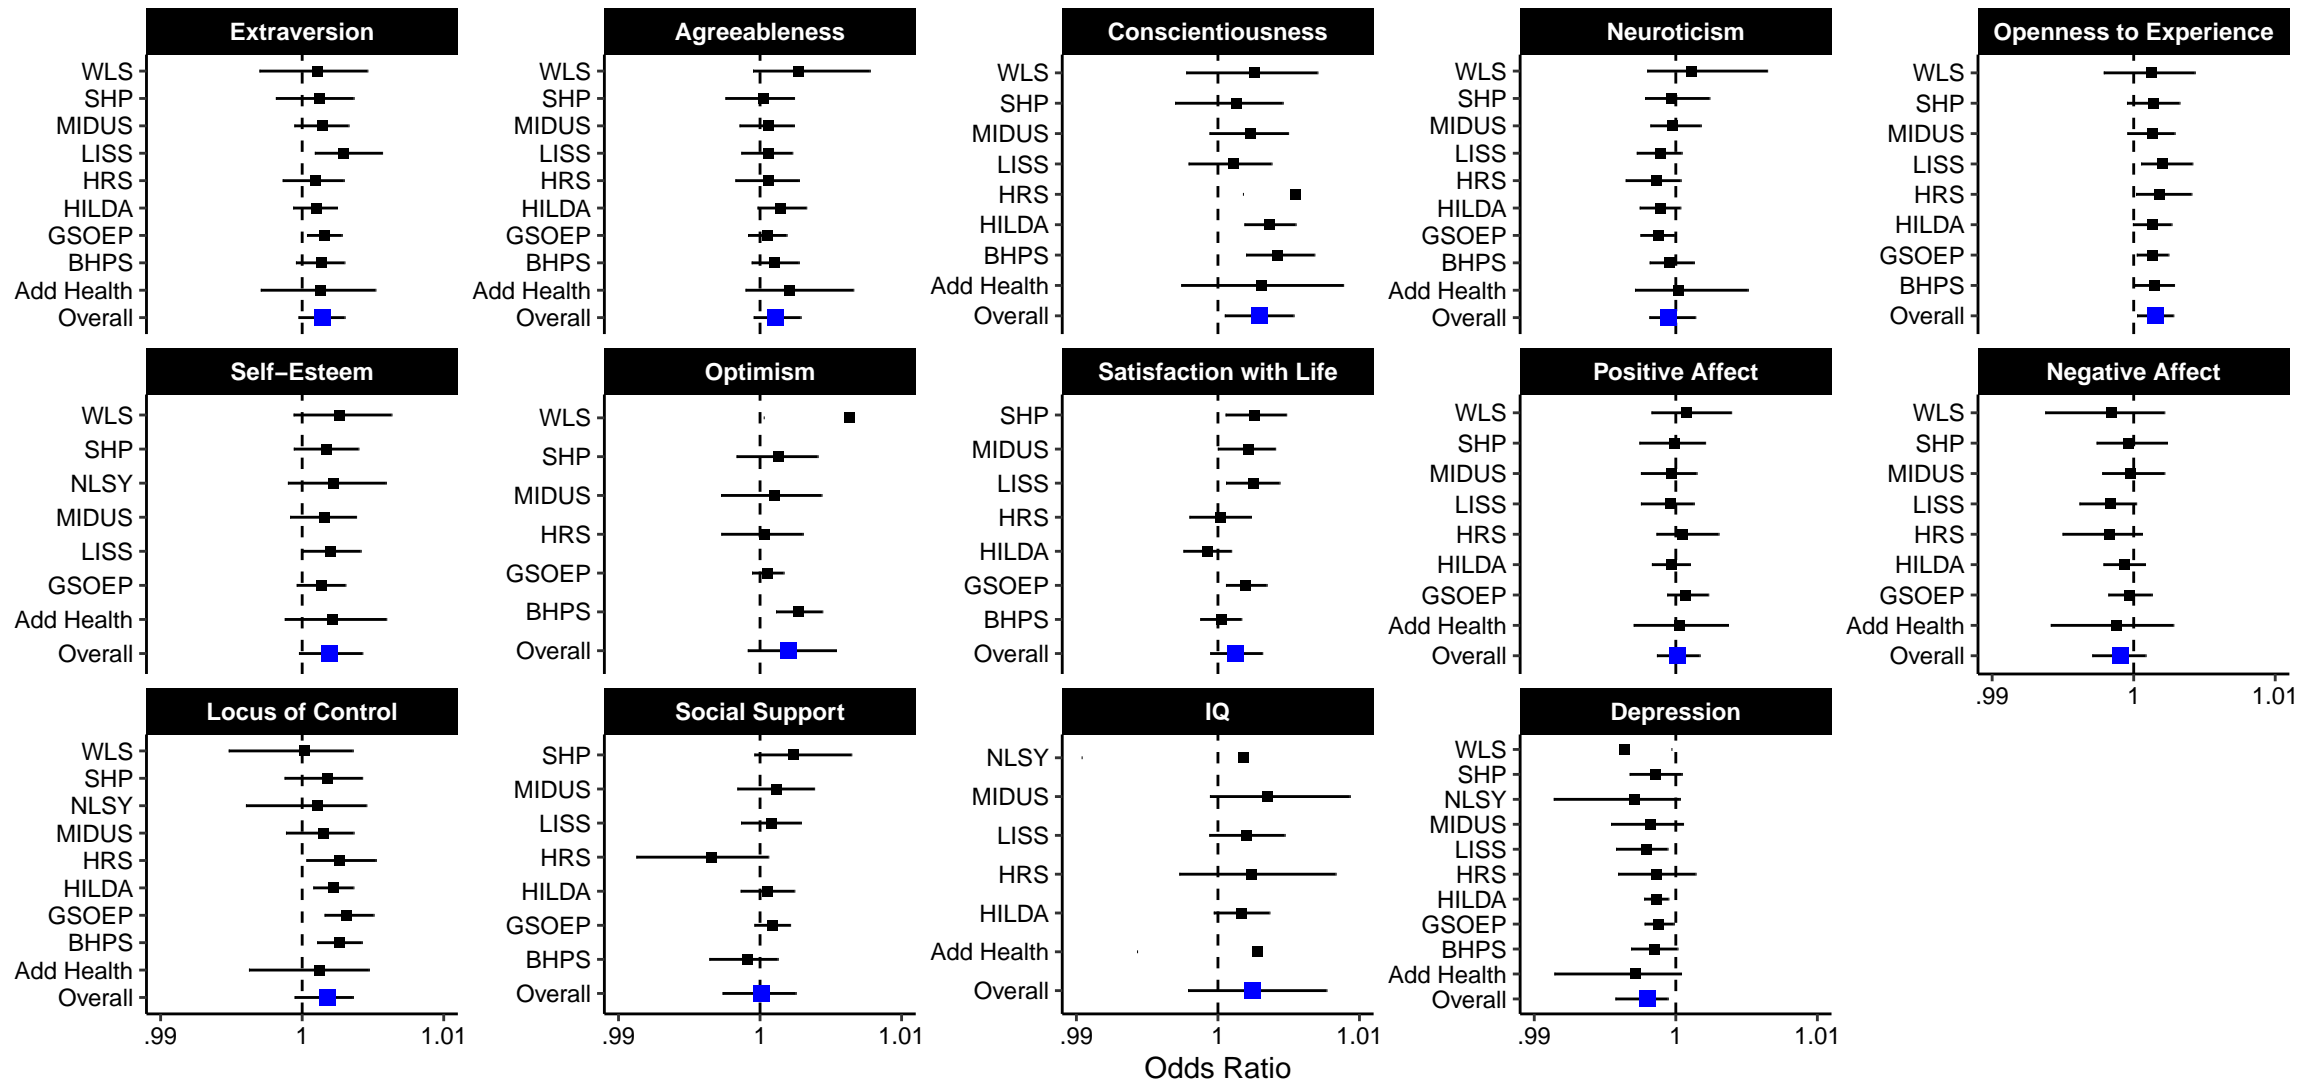 Extraversion
WLS
SHP
MIDUS
LISS
HRS
HILDA
GSOEP
BHPS
Add Health
Overall
Agreeableness
WLS
SHP
MIDUS
LISS
HRS
HILDA
GSOEP
BHPS
Add Health
Overall
Conscientiousness
WLS
SHP
MIDUS
LISS
HRS
HILDA
BHPS
Add Health
Overall
Neuroticism
WLS
SHP
MIDUS
LISS
HRS
HILDA
GSOEP
BHPS
Add Health
Overall
Openness to Experience
WLS
SHP
MIDUS
LISS
HRS
HILDA
GSOEP
BHPS
Overall
Self−Esteem
WLS
SHP
NLSY
MIDUS
LISS
GSOEP
Add Health
Overall
Optimism
WLS
SHP
MIDUS
HRS
GSOEP
BHPS
Overall
Satisfaction with Life
SHP
MIDUS
LISS
HRS
HILDA
GSOEP
BHPS
Overall
Positive Affect
WLS
SHP
MIDUS
LISS
HRS
HILDA
GSOEP
Add Health
Overall
Negative Affect
WLS
SHP
MIDUS
LISS
HRS
HILDA
GSOEP
Add Health
Overall
.99 1 1.01
Locus of Control
WLS
SHP
NLSY
MIDUS
HRS
HILDA
GSOEP
BHPS
Add Health
Overall
.99 1 1.01
Social Support
SHP
MIDUS
LISS
HRS
HILDA
GSOEP
BHPS
Overall
.99 1 1.01
IQ
NLSY
MIDUS
LISS
HRS
HILDA
Add Health
Overall
.99 1 1.01
Depression
WLS
SHP
NLSY
MIDUS
LISS
HRS
HILDA
GSOEP
BHPS
Add Health
Overall
.99 1 1.01
Odds Ratio